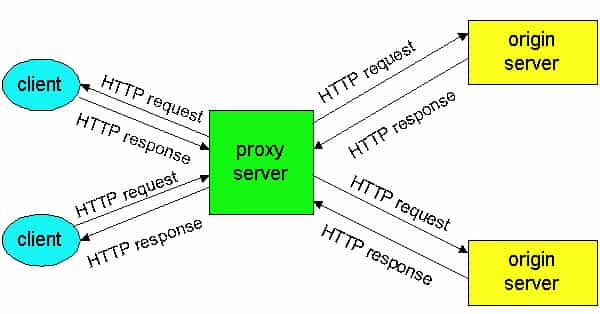 origin
server
client
HTTP request
HTTP response
HTTP request
HTTP response
proxy
server
HTTP request
HTTP response
client
HTTP request
HTTP response
origin
server